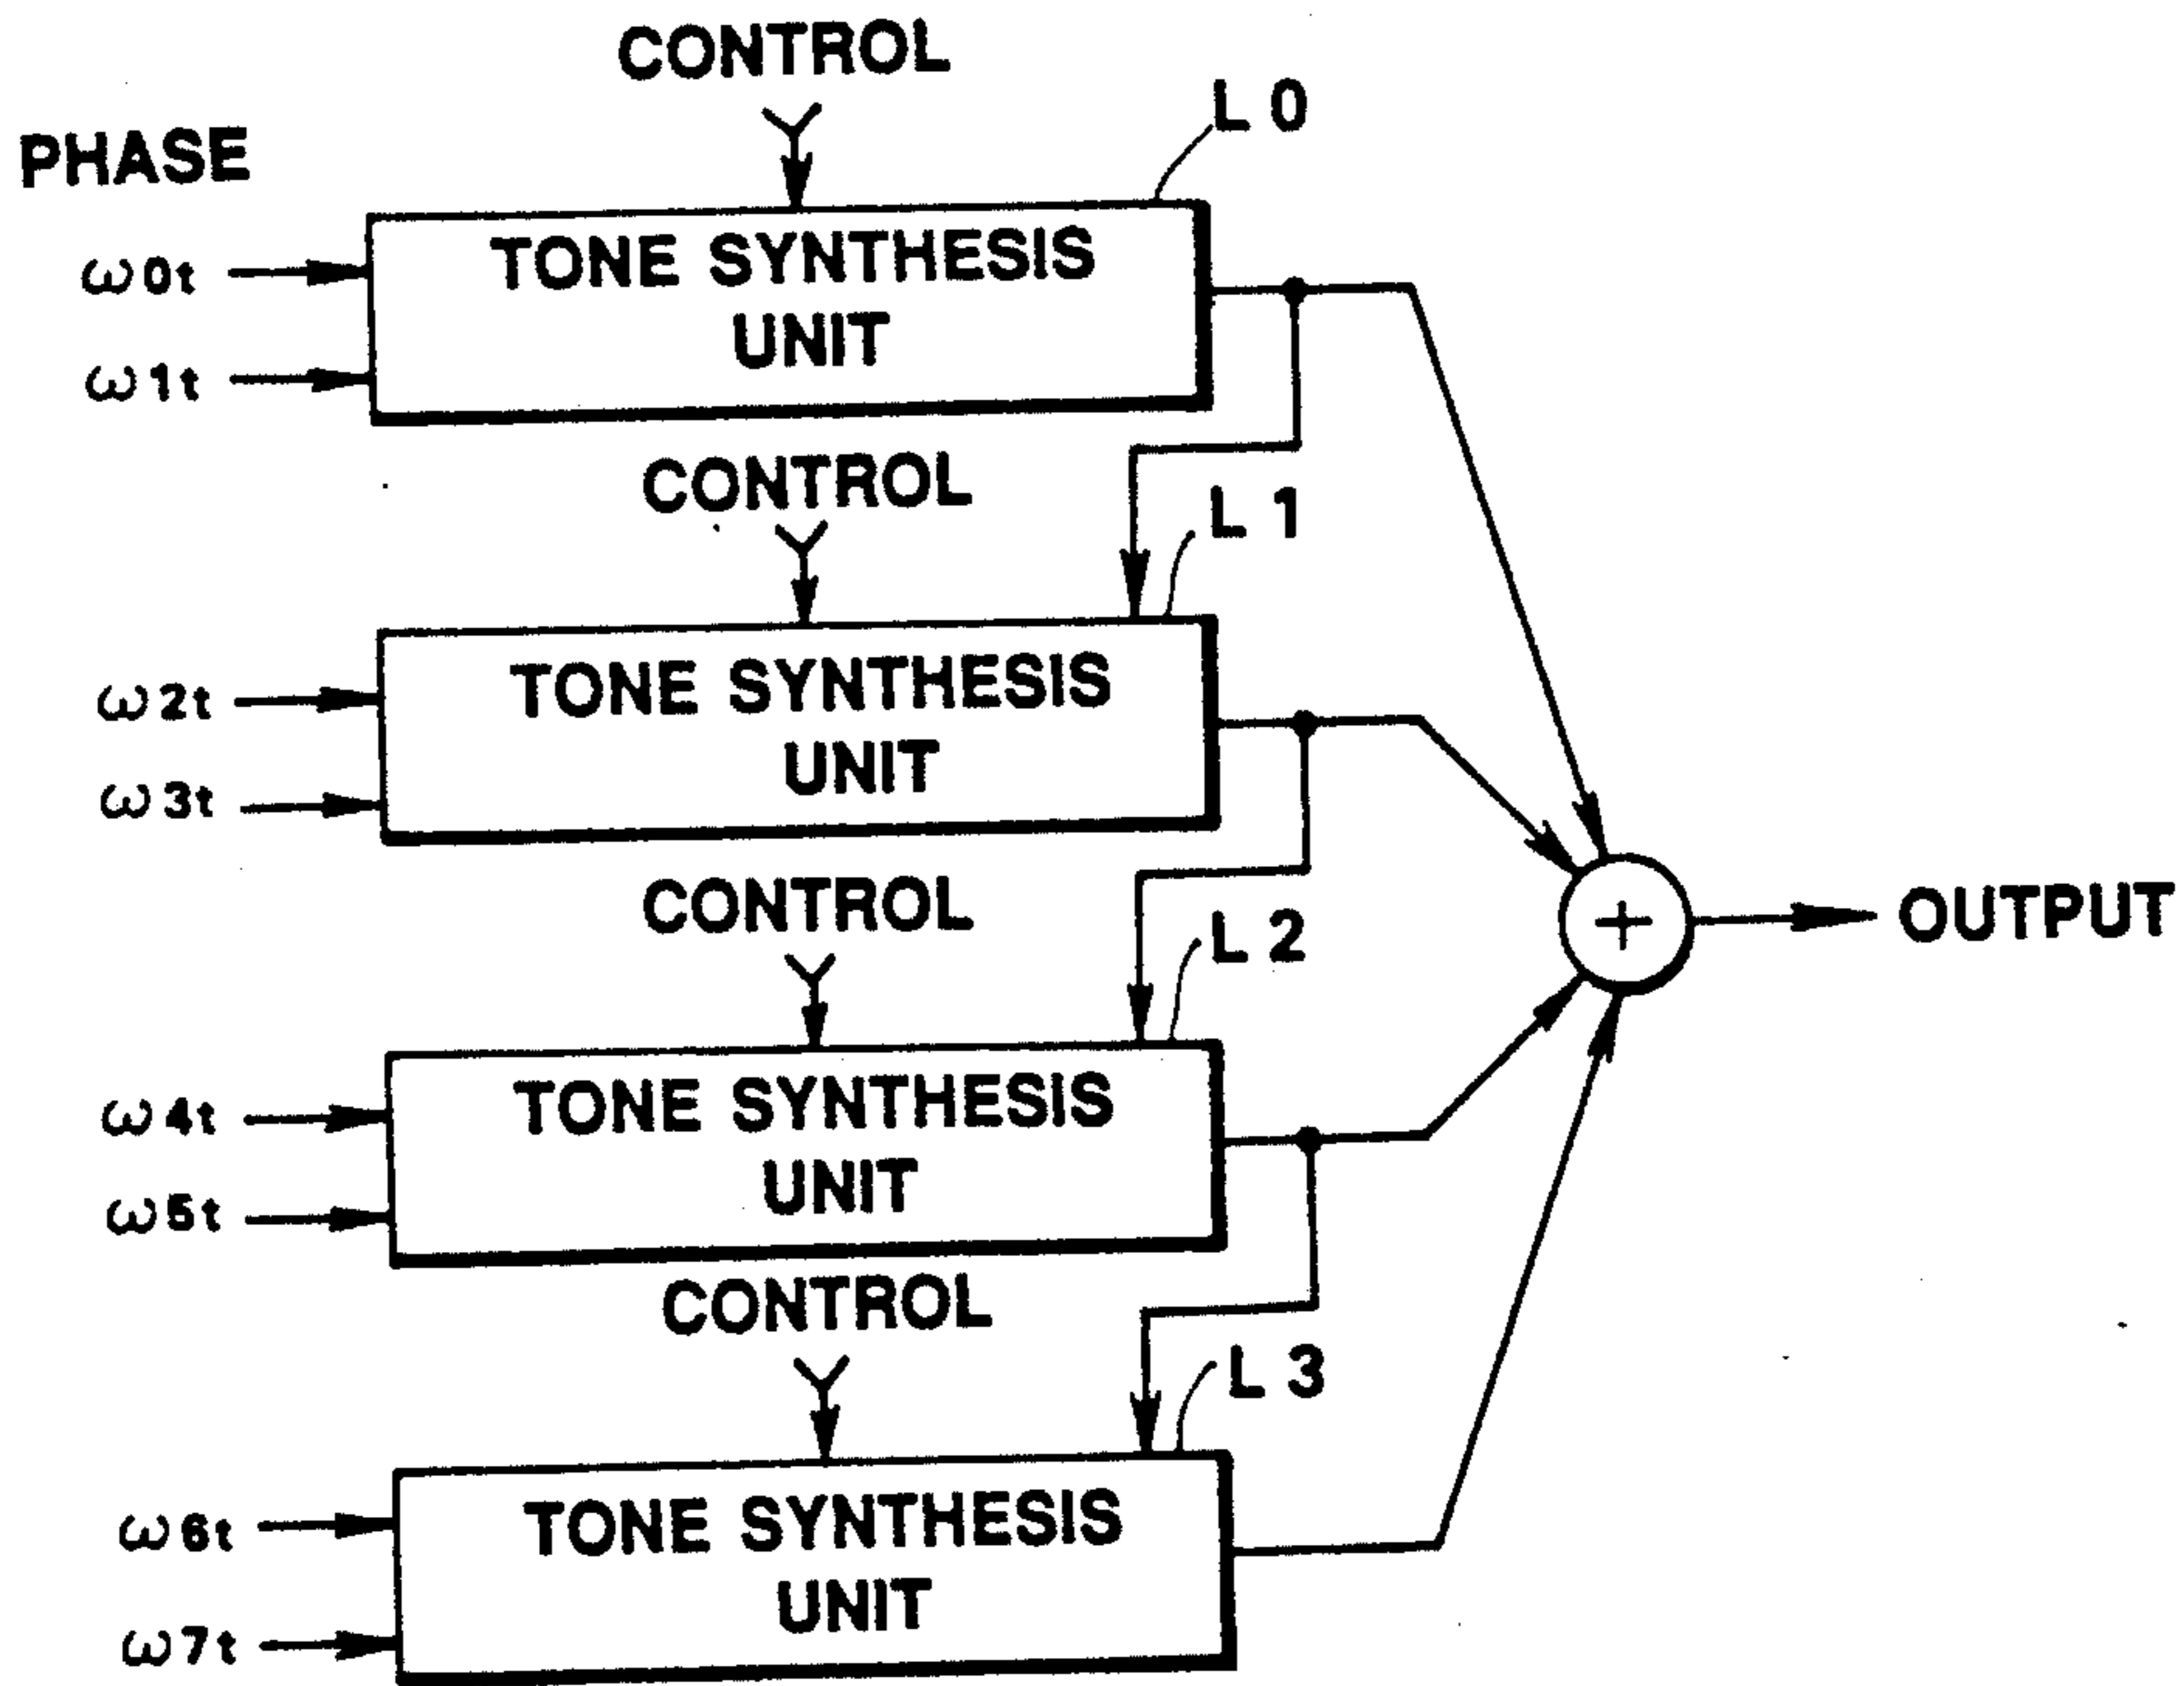 CONTROL
L 0
PHASE
TONE SYNTHESIS
UNIT
ω0t
ω1t
CONTROL
L 1
TONE SYNTHESIS
UNIT
ω2t
ω3t
CONTROL
L 2
+
OUTPUT
TONE SYNTHESIS
UNIT
ω4t
ω5t
CONTROL
L 3
TONE SYNTHESIS
UNIT
ω6t
ω7t